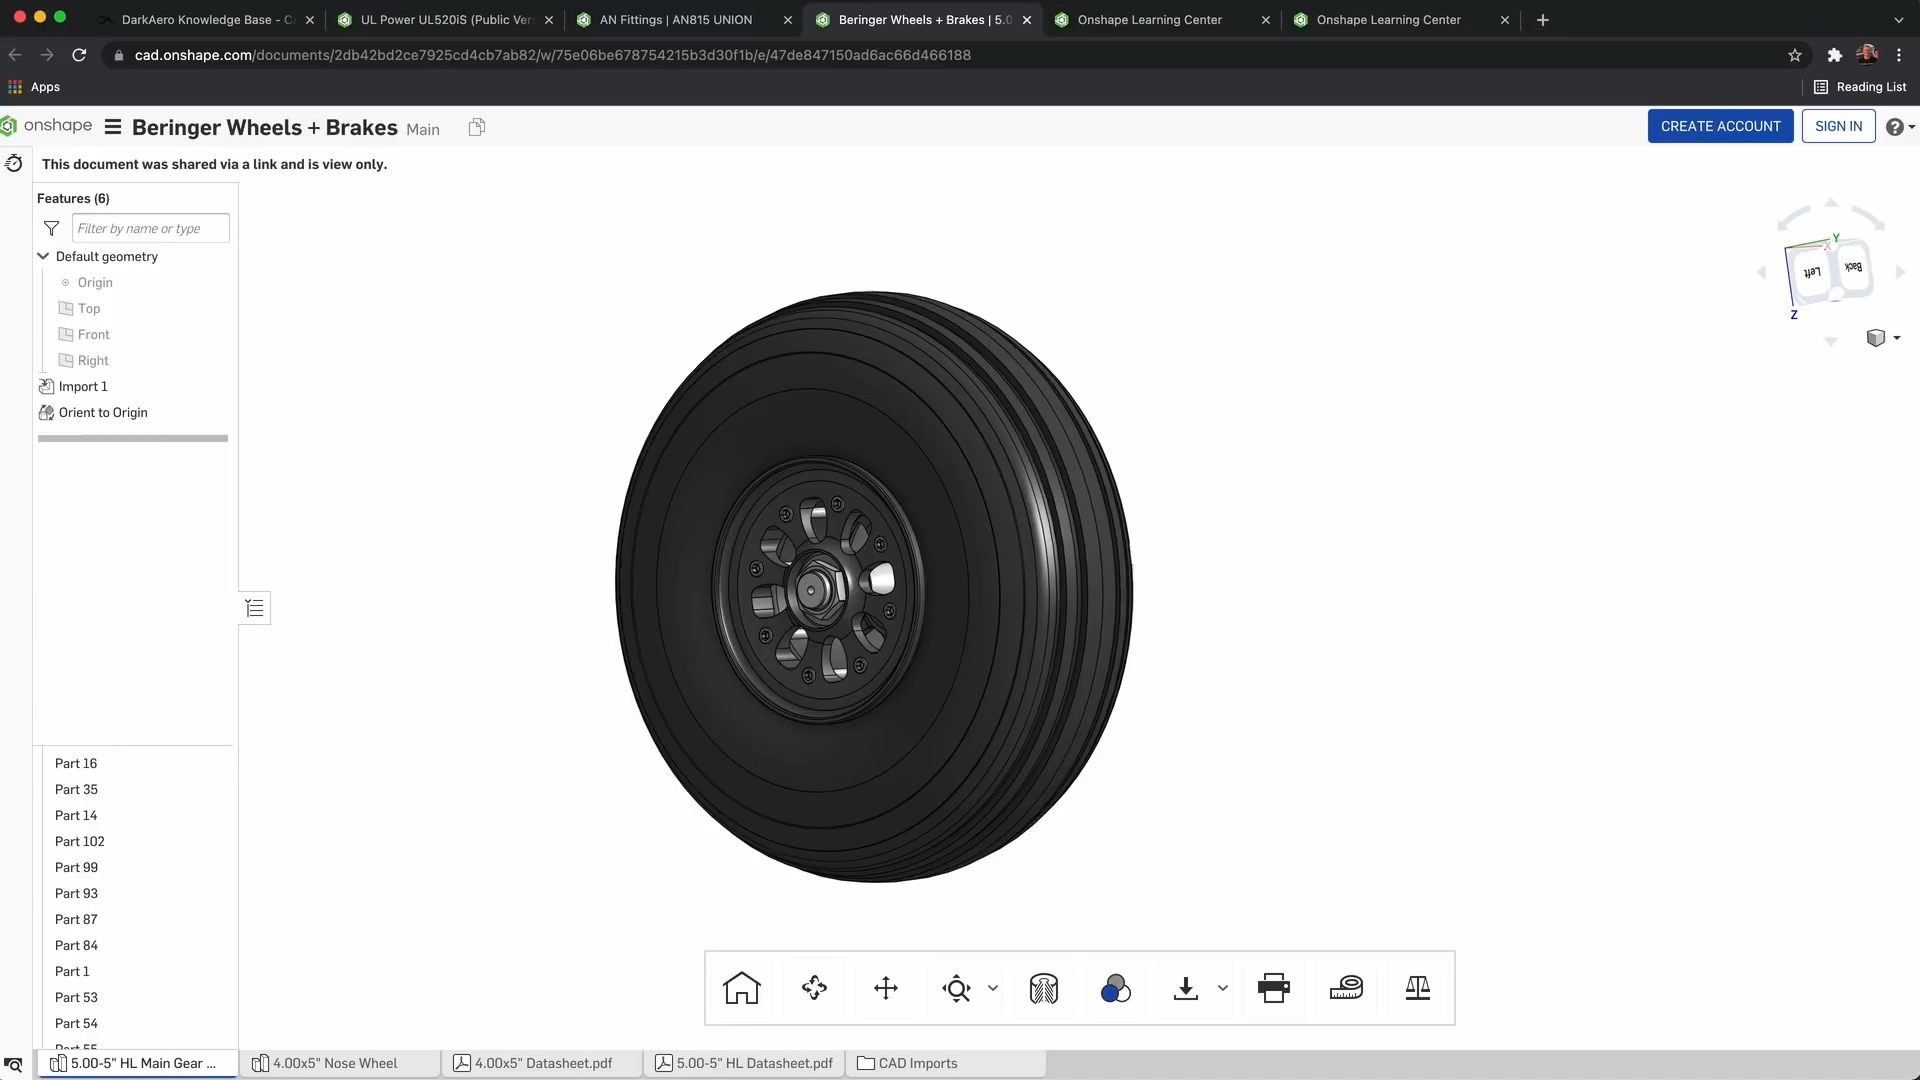 DarkAero Knowledge Base - C
UL Power UL520iS (Public Ver
AN Fittings | AN815 UNION
Beringer Wheels + Brakes | 5.0
Onshape Learning Center
Onshape Learning Center
cad.onshape.com/documents/2db42bd2ce7925cd4cb7ab82/w/75e06be678754215b3d30f1b/e/47de847150ad6ac66d466188
Apps
Reading List
onshape
Beringer Wheels + Brakes Main
CREATE ACCOUNT
SIGN IN
This document was shared via a link and is view only.
Features (6)
Filter by name or type
Default geometry
Origin
Top
Front
Right
Import 1
Orient to Origin
Y
X
Left
Back
Z
Part 16
Part 35
Part 14
Part 102
Part 99
Part 93
Part 87
Part 84
Part 1
Part 53
Part 54
Part 55
5.00-5" HL Main Gear ...
4.00x5" Nose Wheel
4.00x5" Datasheet.pdf
5.00-5" HL Datasheet.pdf
CAD Imports